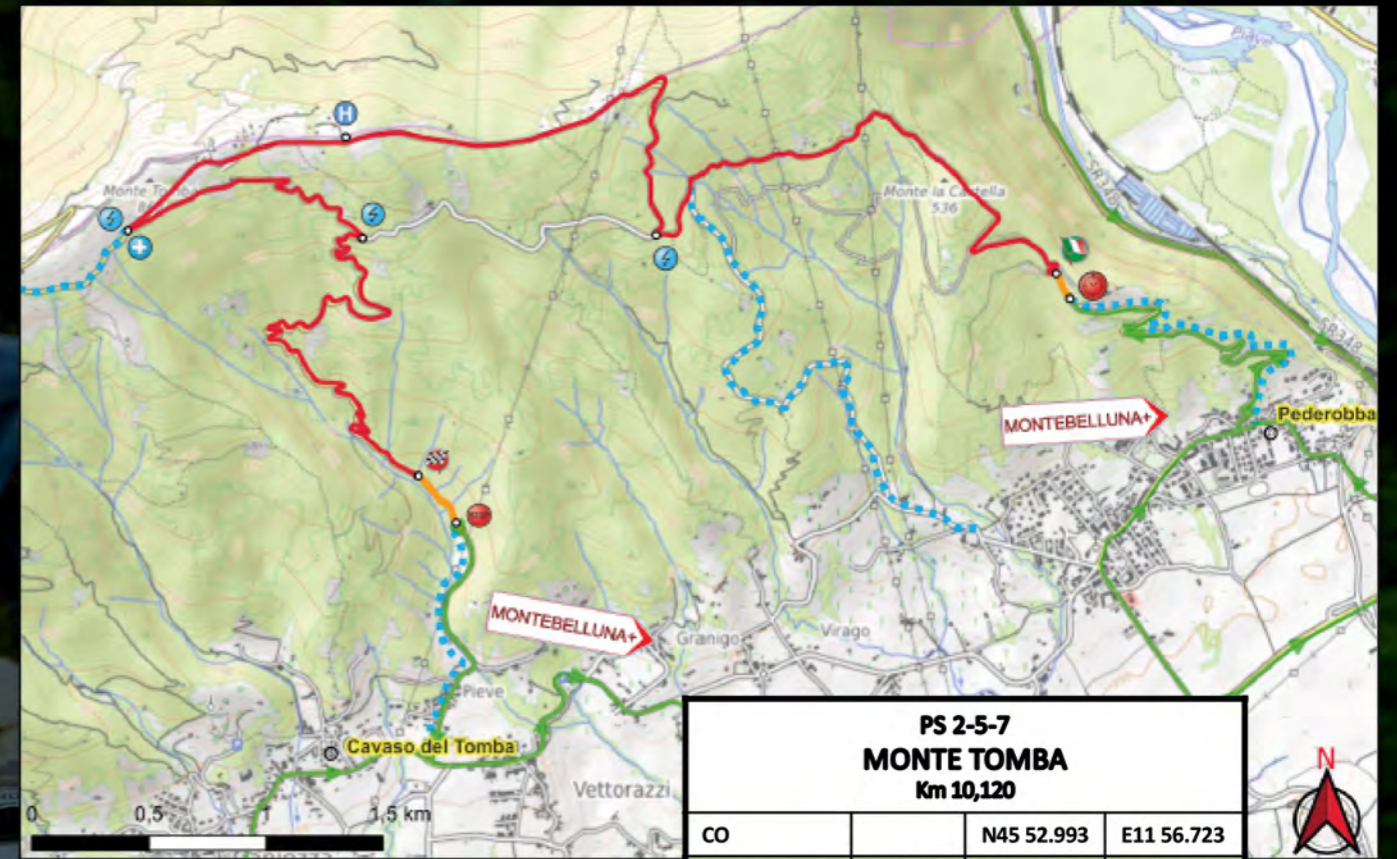 Piave
H
Monte Tomba
Monte la Castella
536
SR348
SR348
MONTEBELLUNA+
Pederobba
MONTEBELLUNA+
Granigo
Virago
Pieve
Cavaso del Tomba
Vettorazzi
0 0,5 1 1,5 km
N
PS 2-5-7
MONTE TOMBA
Km 10,120
CO N45 52.993 E11 56.723